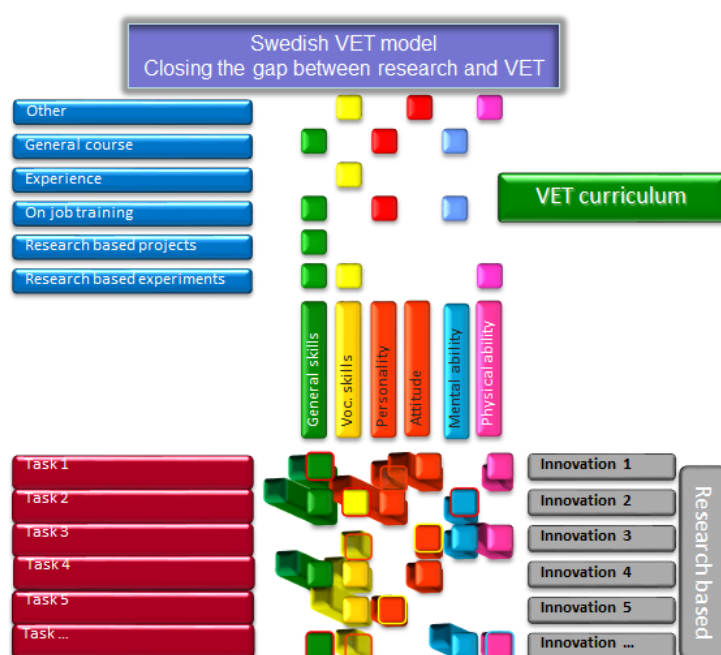 Swedish VET model
Closing the gap between research and VET
Other
General course
Experience
On job training
Research based projects
Research based experiments
VET curriculum
General skills
Voc. skills
Personality
Attitude
Mental ability
Physical ability
Task 1
Task 2
Task 3
Task 4
Task 5
Task ...
Innovation 1
Innovation 2
Innovation 3
Innovation 4
Innovation 5
Innovation ...
Research based